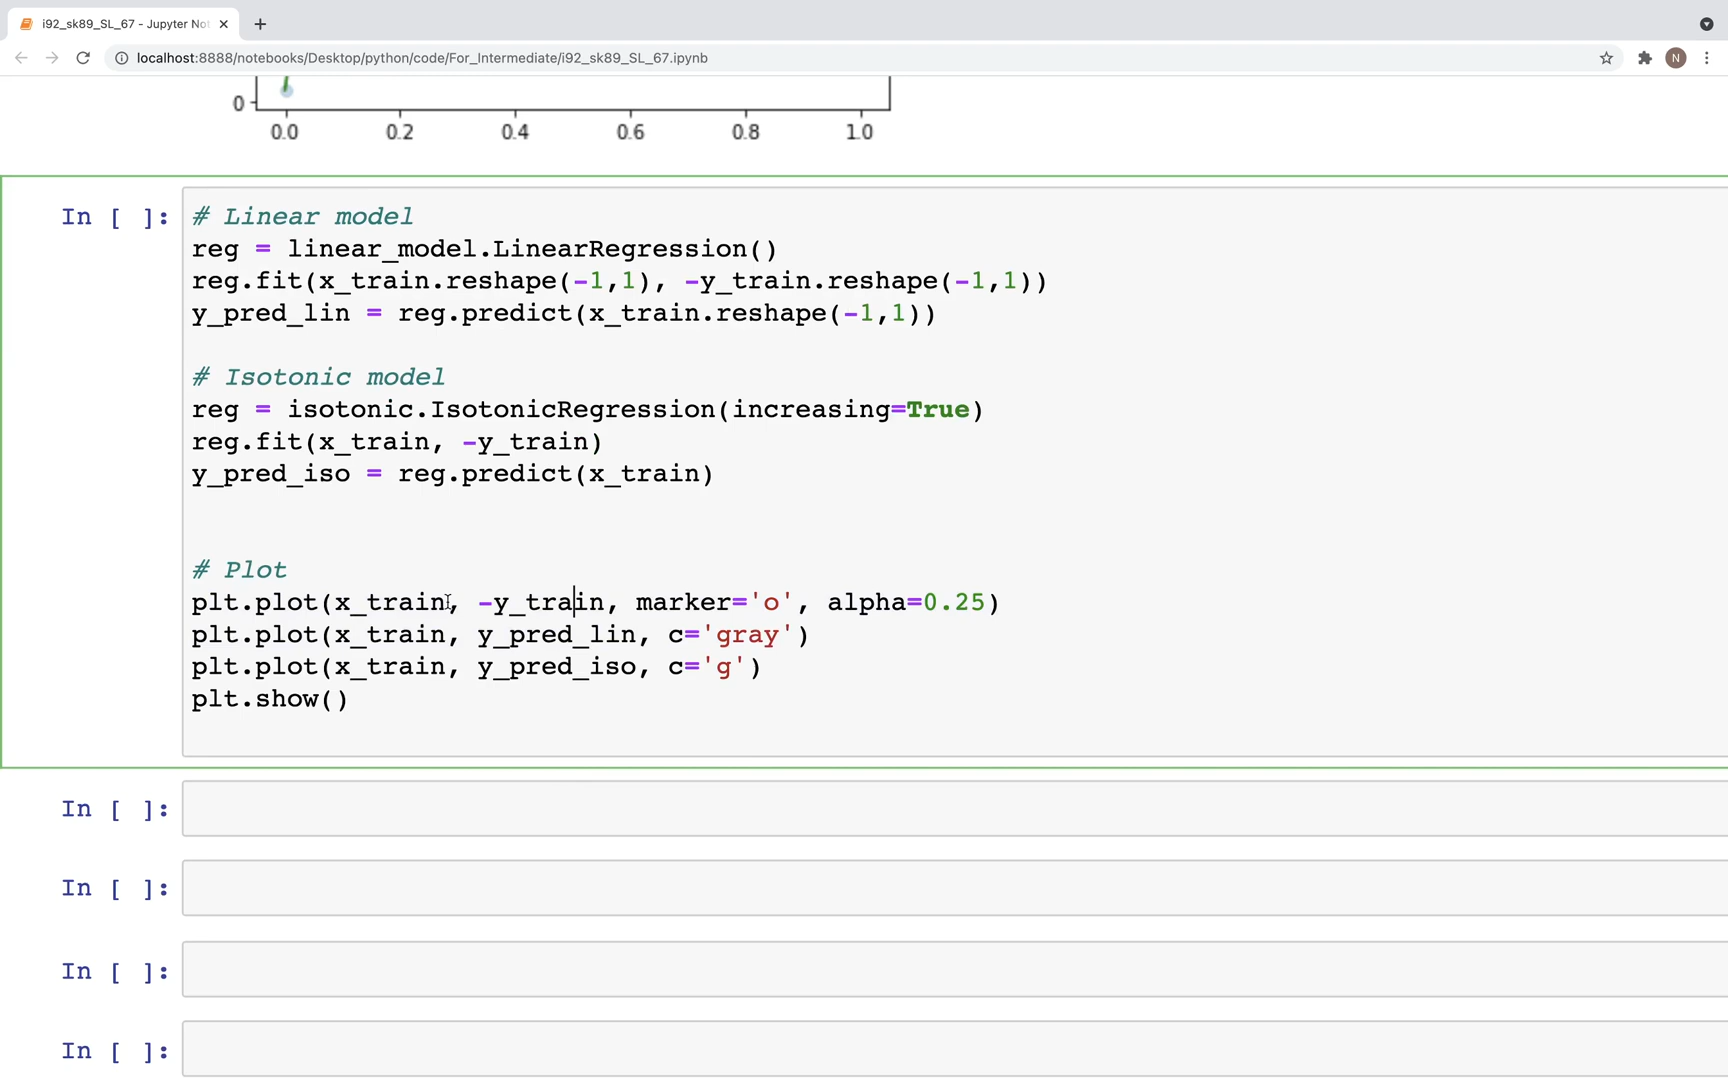 i92_sk89_SL_67 - Jupyter No
localhost:8888/notebooks/Desktop/python/code/For_Intermediate/i92_sk89_SL_67.ipynb
N
0
0.0 0.2 0.4 0.6 0.8 1.0
In [ ]:
# Linear model
reg = linear_model.LinearRegression()
reg.fit(x_train.reshape(-1,1), -y_train.reshape(-1,1))
y_pred_lin = reg.predict(x_train.reshape(-1,1))
# Isotonic model
reg = isotonic.IsotonicRegression(increasing=True)
reg.fit(x_train, -y_train)
y_pred_iso = reg.predict(x_train)
# Plot
plt.plot(x_train, -y_train, marker='o', alpha=0.25)
plt.plot(x_train, y_pred_lin, c='gray')
plt.plot(x_train, y_pred_iso, c='g')
plt.show()
In [ ]:
In [ ]:
In [ ]:
In [ ]: